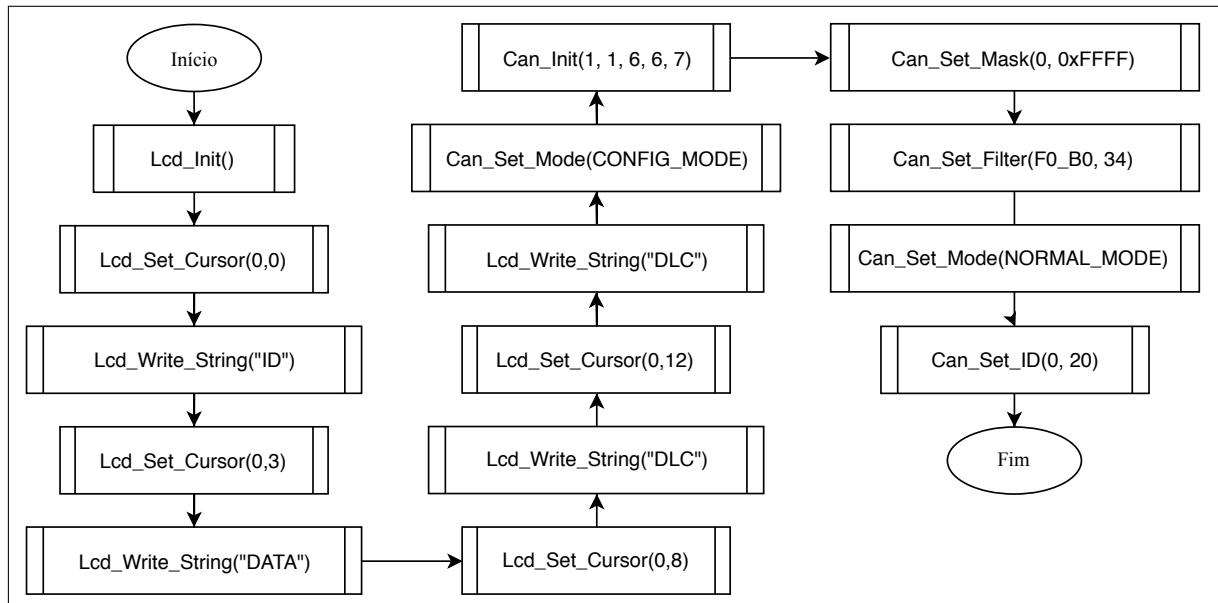 Início
Lcd_Init()
Lcd_Set_Cursor(0,0)
Lcd_Write_String("ID")
Lcd_Set_Cursor(0,3)
Lcd_Write_String("DATA")
Lcd_Set_Cursor(0,8)
Lcd_Write_String("DLC")
Lcd_Set_Cursor(0,12)
Lcd_Write_String("DLC")
Can_Set_Mode(CONFIG_MODE)
Can_Init(1, 1, 6, 6, 7)
Can_Set_Mask(0, 0xFFFF)
Can_Set_Filter(F0_B0, 34)
Can_Set_Mode(NORMAL_MODE)
Can_Set_ID(0, 20)
Fim